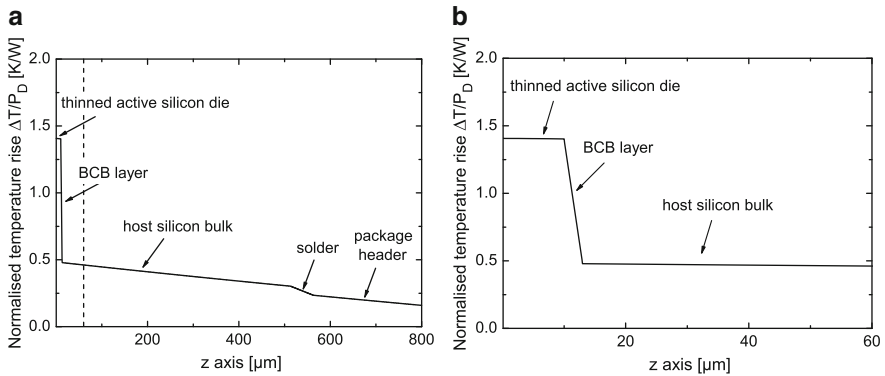 a
Normalised temperature rise ΔT/P_D [K/W]
2.0
1.5
1.0
0.5
0.0
thinned active silicon die
BCB layer
host silicon bulk
solder
package
header
200
400
600
800
z axis [µm]
b
Normalised temperature rise ΔT/P_D [K/W]
2.0
1.5
1.0
0.5
0.0
thinned active silicon die
BCB layer
host silicon bulk
20
40
60
z axis [µm]